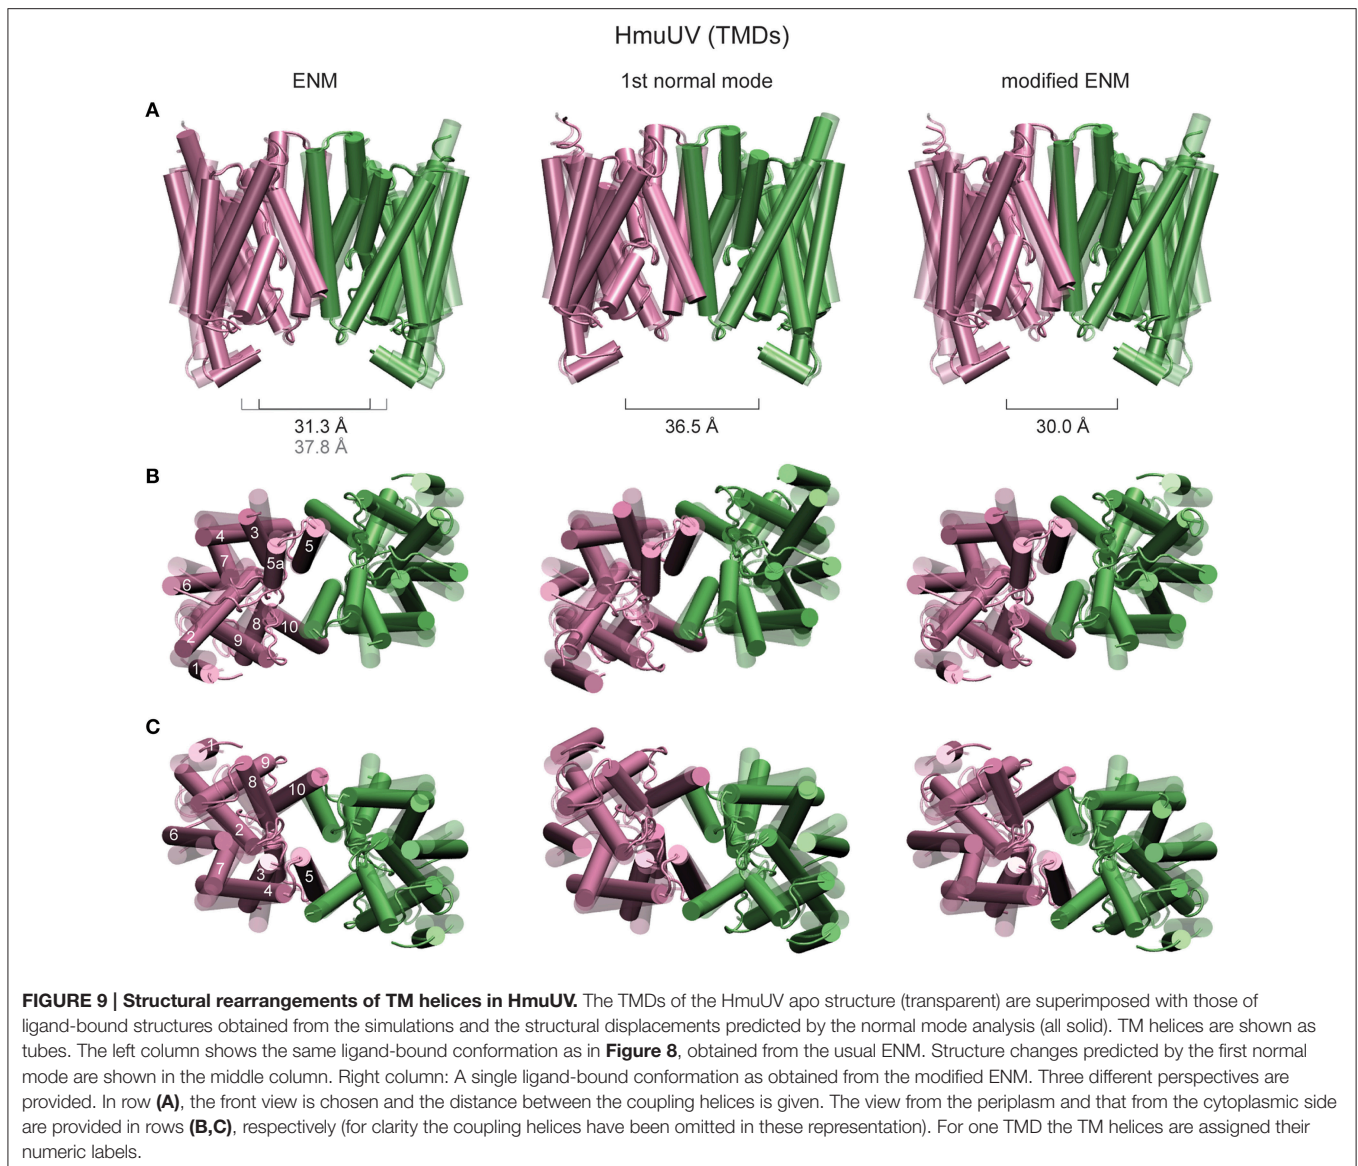 HmuUV (TMDs)
ENM
1st normal mode
modified ENM
A
31.3 Å
37.8 Å
36.5 Å
30.0 Å
B
4
3
5
7
5a
6
8
10
2
9
1
C
1
9
8
10
2
6
7
3
5
4
FIGURE 9 | Structural rearrangements of TM helices in HmuUV. The TMDs of the HmuUV apo structure (transparent) are superimposed with those of
ligand-bound structures obtained from the simulations and the structural displacements predicted by the normal mode analysis (all solid). TM helices are shown as
tubes. The left column shows the same ligand-bound conformation as in Figure 8, obtained from the usual ENM. Structure changes predicted by the first normal
mode are shown in the middle column. Right column: A single ligand-bound conformation as obtained from the modified ENM. Three different perspectives are
provided. In row (A), the front view is chosen and the distance between the coupling helices is given. The view from the periplasm and that from the cytoplasmic side
are provided in rows (B,C), respectively (for clarity the coupling helices have been omitted in these representation). For one TMD the TM helices are assigned their
numeric labels.